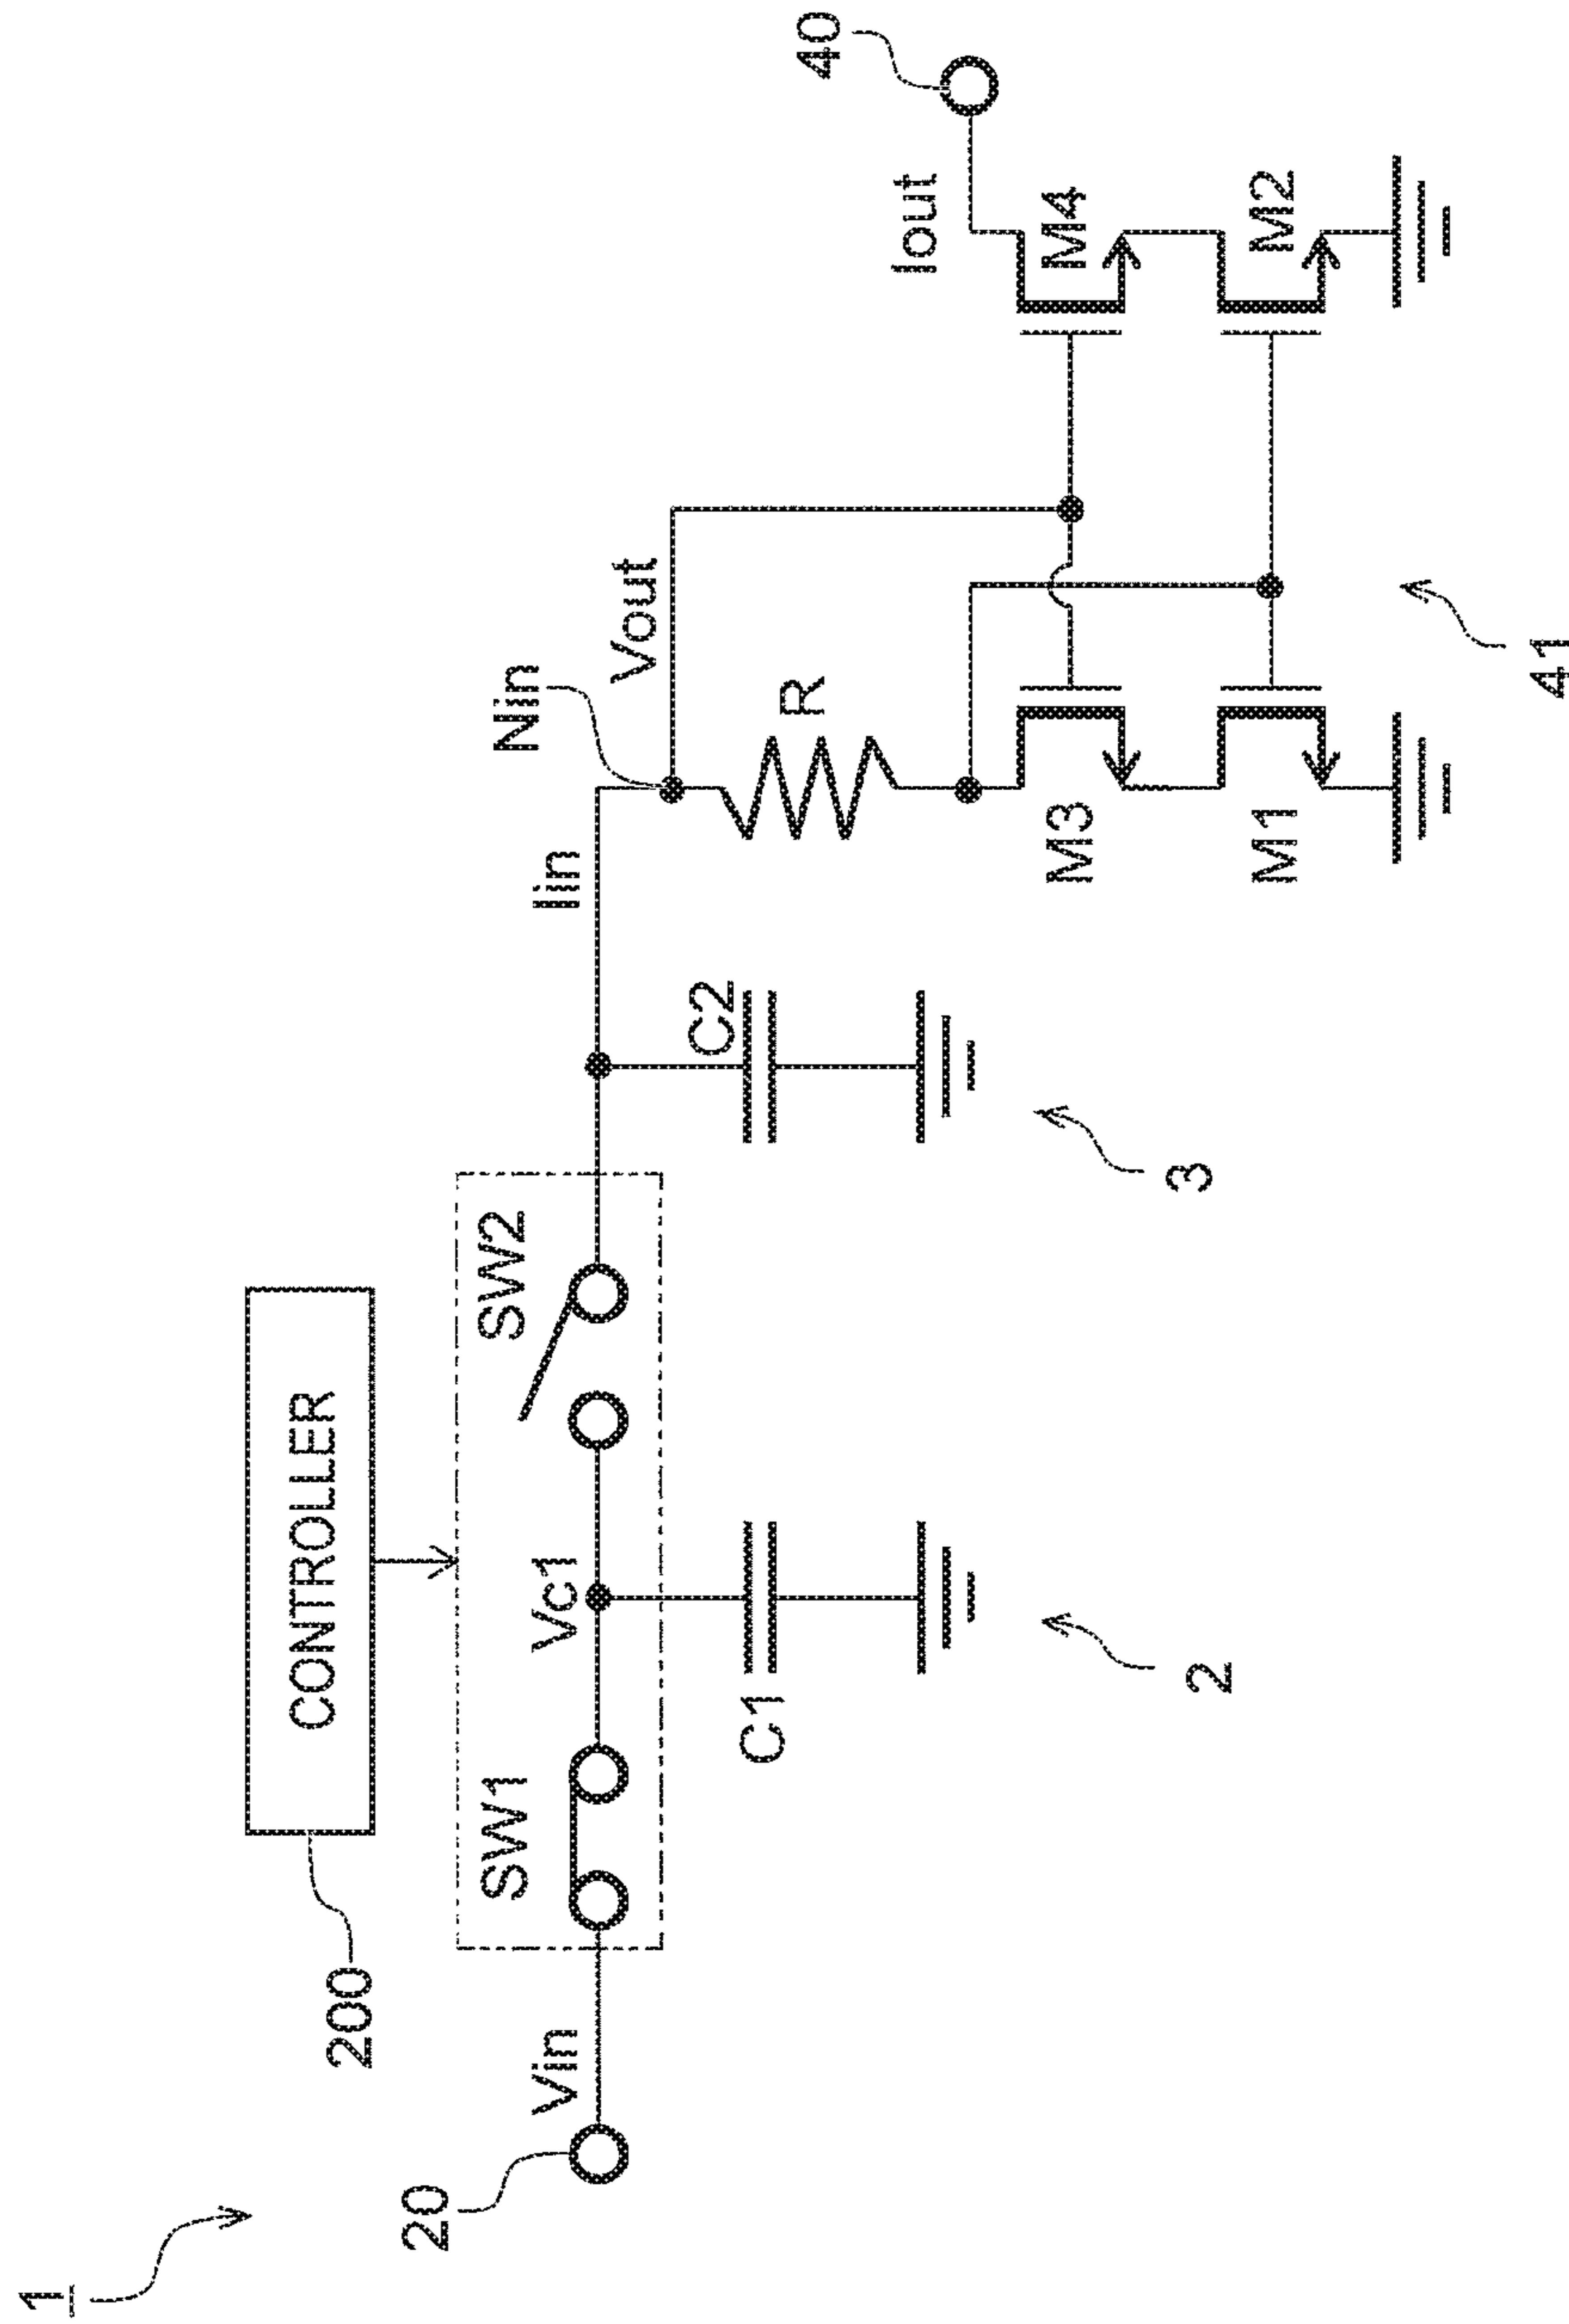 1
CONTROLLER
200
20
Vin
SW1
Vc1
SW2
C1
2
C2
3
Iin
Nin
Vout
R
M3
M1
41
Iout
M4
M2
40